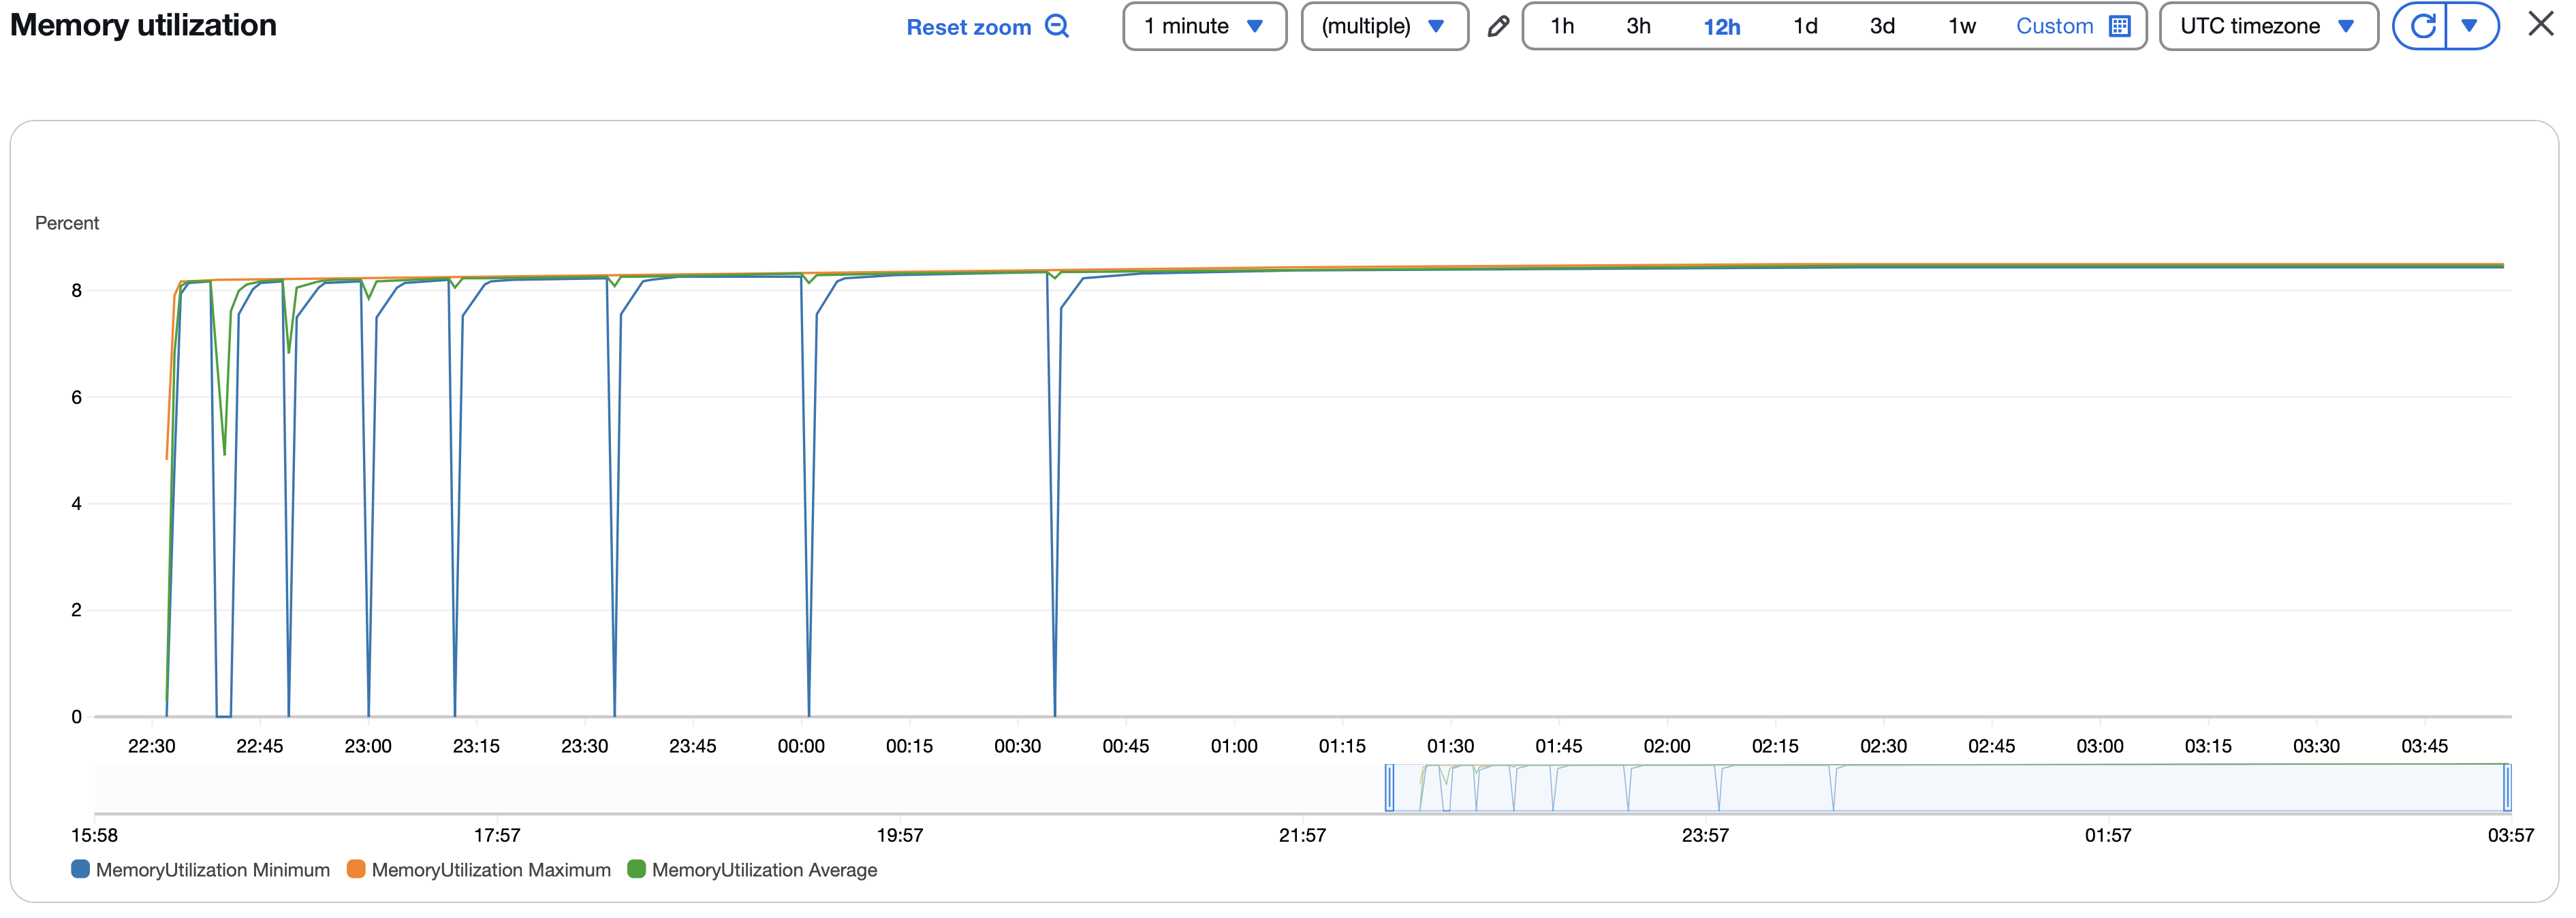 Memory utilization Reset zoom 1 minute (multiple) 1h 3h 12h 1d 3d 1w Custom UTC timezone
Percent
8
6
4
2
0
22:30 22:45 23:00 23:15 23:30 23:45 00:00 00:15 00:30 00:45 01:00 01:15 01:30 01:45 02:00 02:15 02:30 02:45 03:00 03:15 03:30 03:45
15:58 17:57 19:57 21:57 23:57 01:57 03:57
MemoryUtilization Minimum MemoryUtilization Maximum MemoryUtilization Average